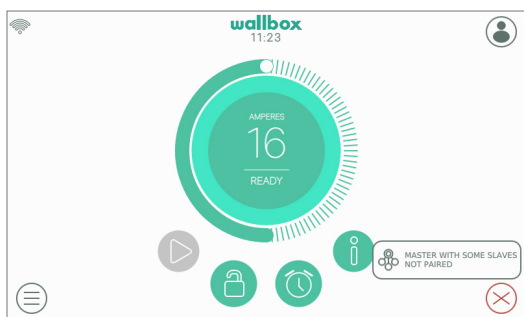 wallbox
11:23
AMPERES
16
READY
MASTER WITH SOME SLAVES
NOT PAIRED